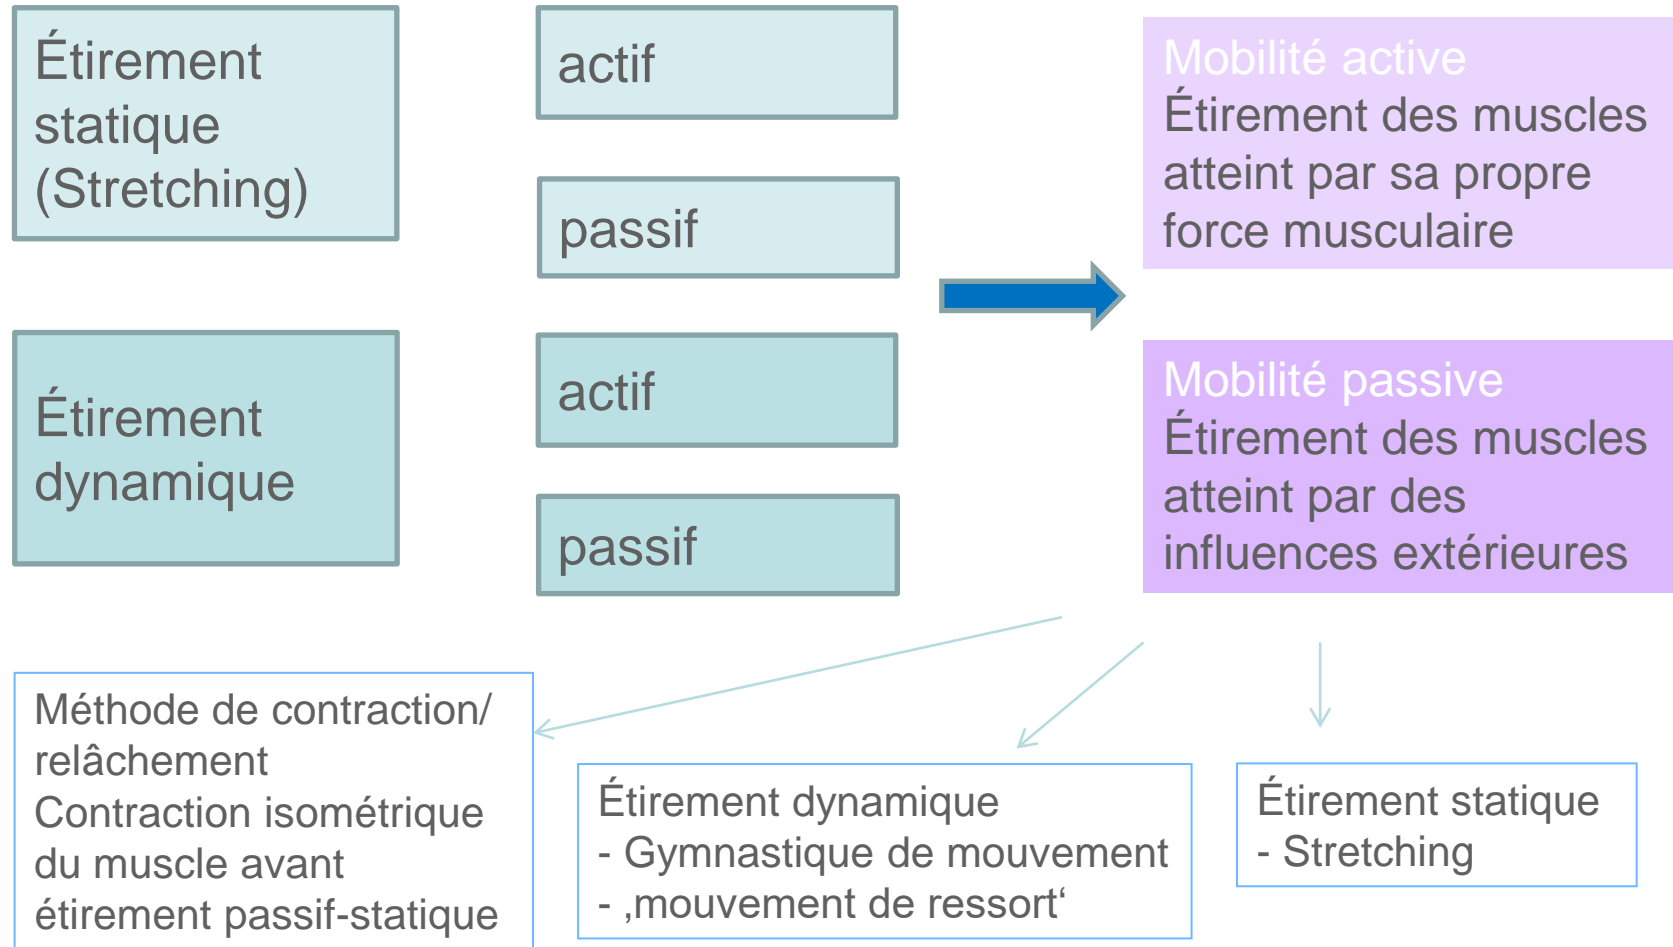 Étirement
statique
(Stretching)
actif
passif
Mobilité active
Étirement des muscles
atteint par sa propre
force musculaire
Étirement
dynamique
actif
passif
Mobilité passive
Étirement des muscles
atteint par des
influences extérieures
Méthode de contraction/
relâchement
Contraction isométrique
du muscle avant
étirement passif-statique
Étirement dynamique
- Gymnastique de mouvement
- ‚mouvement de ressort‘
Étirement statique
- Stretching